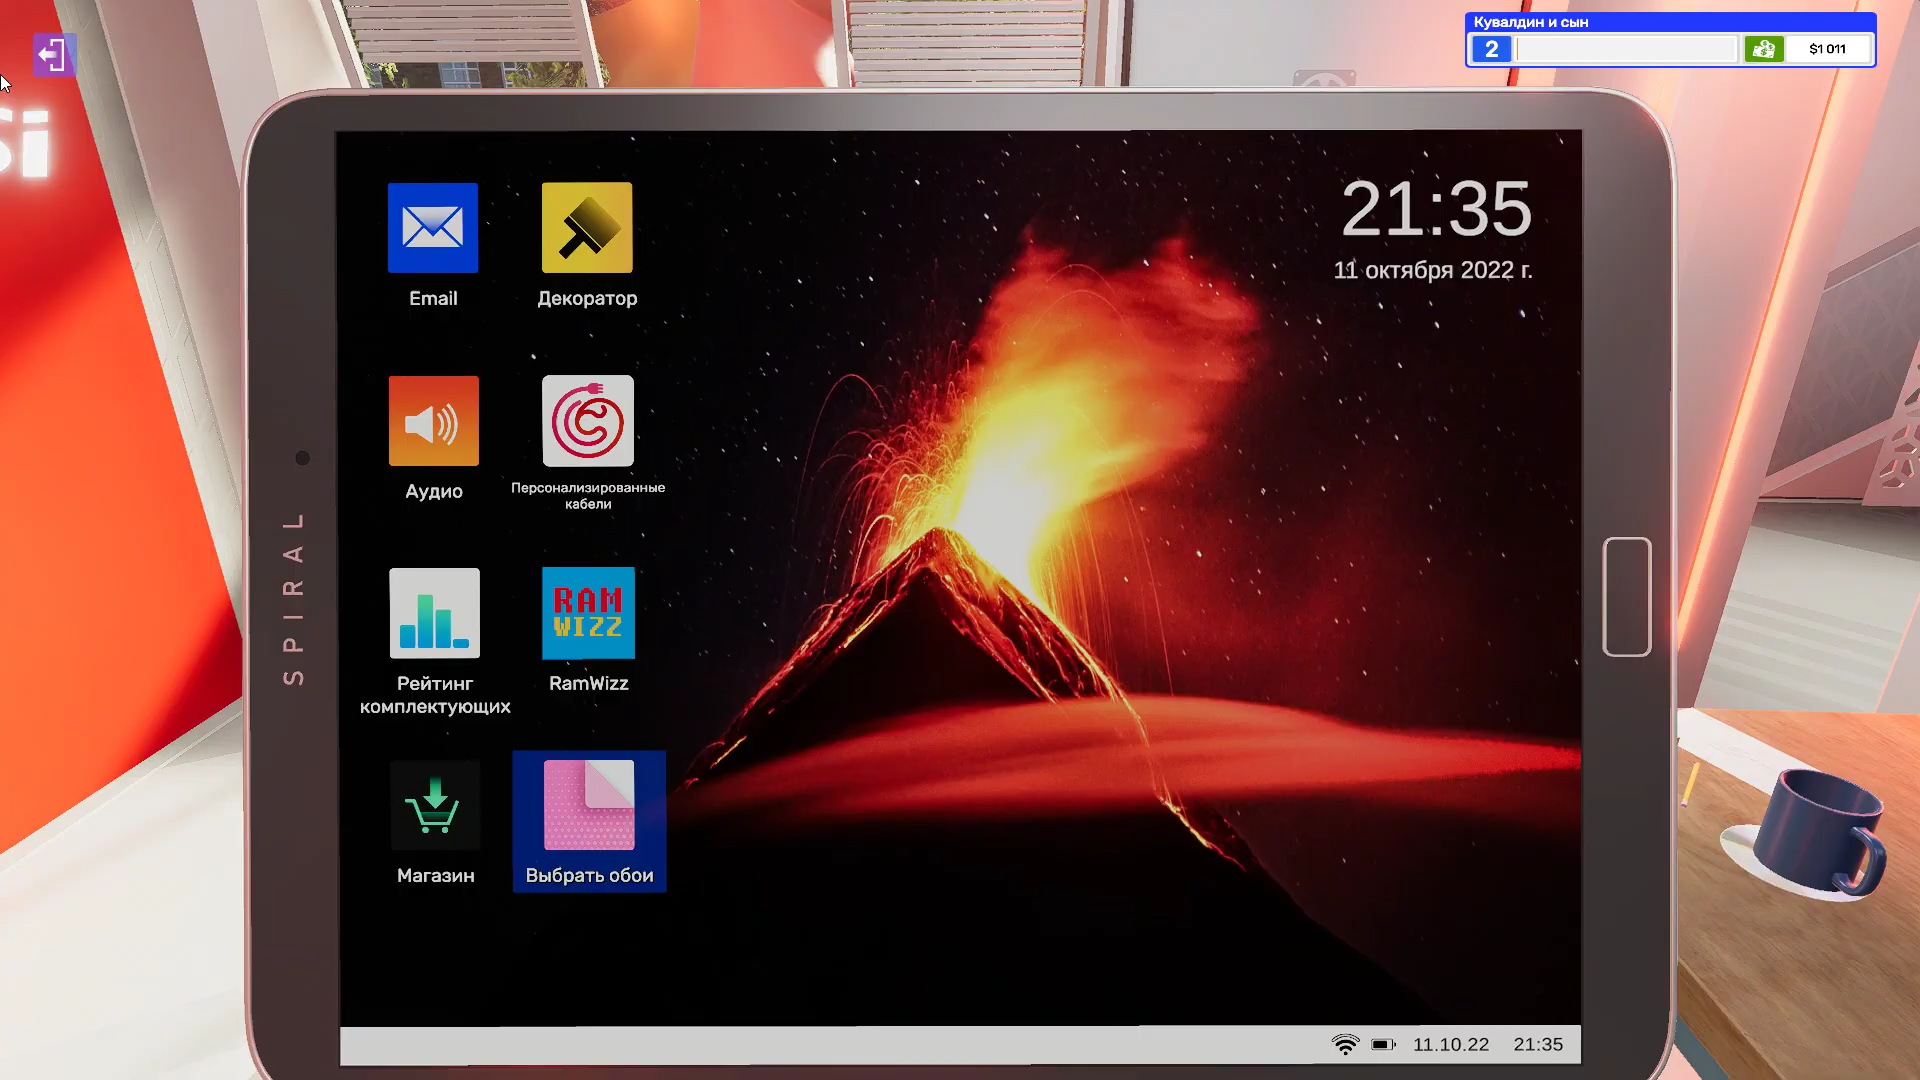 Кувалдин и сын
2
$1 011
si
21:35
11 октября 2022 г.
Email
Декоратор
Аудио
Персонализированные
кабели
SPIRAL
RAM
WIZZ
Рейтинг
комплектующих
RamWizz
Магазин
Выбрать обои
11.10.22
21:35